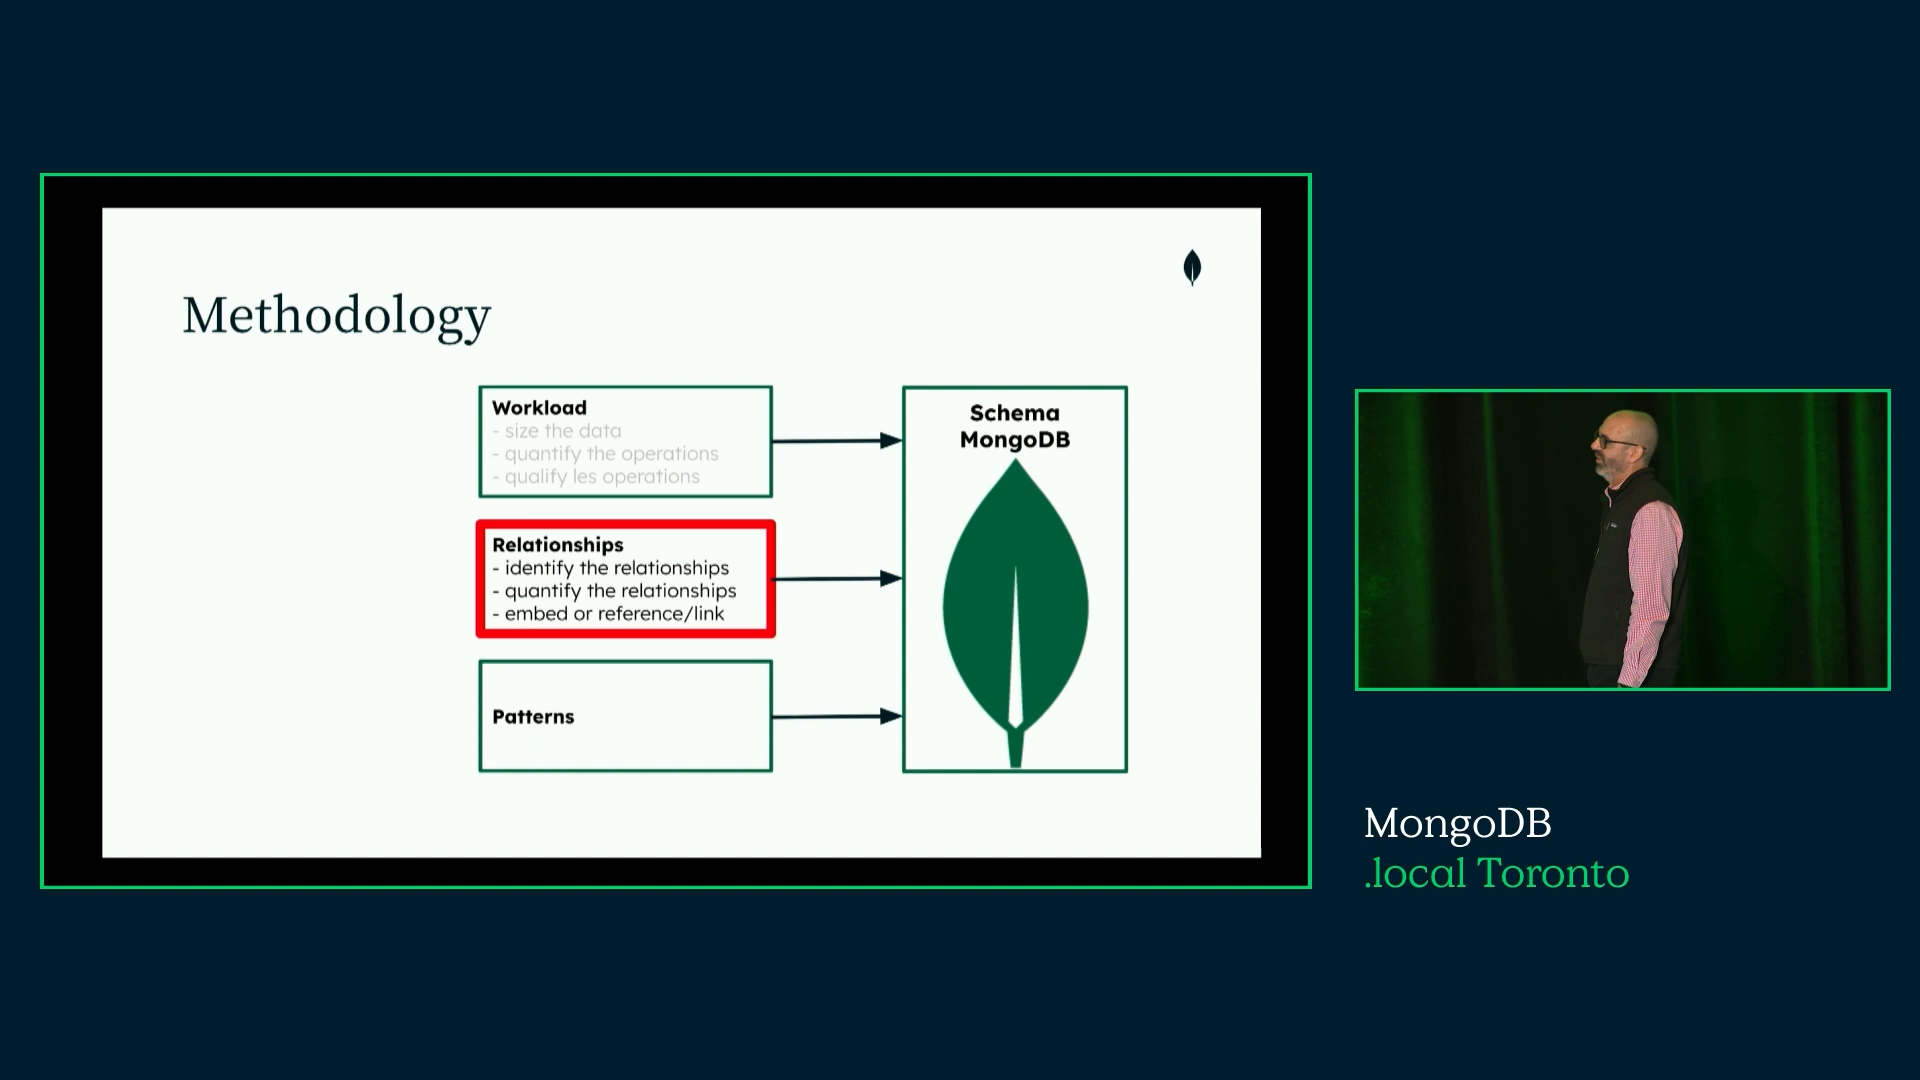 Methodology
Workload
- size the data
- quantify the operations
- qualify les operations
Relationships
- identify the relationships
- quantify the relationships
- embed or reference/link
Patterns
Schema
MongoDB
MongoDB
.local Toronto